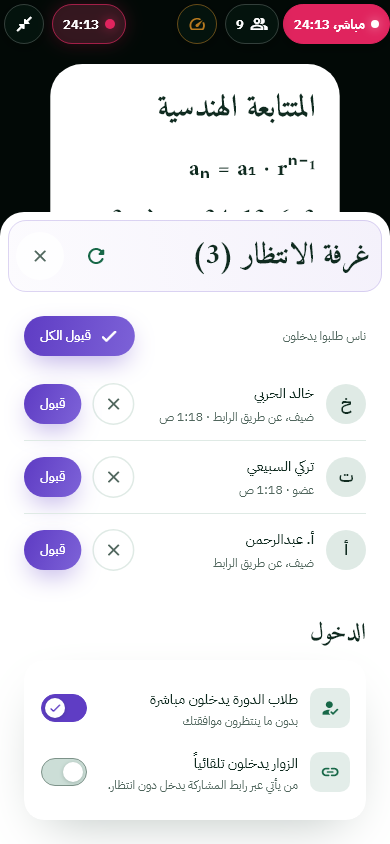 مباشر، 24:13
9
24:13
المتتابعة الهندسية
aₙ = a₁ · rⁿ⁻¹
غرفة الانتظار (3)
ناس طلبوا يدخلون
قبول الكل
خ
خالد الحربي
ضيف، عن طريق الرابط · 1:18 ص
قبول
ت
تركي السبيعي
عضو · 1:18 ص
قبول
أ
أ. عبدالرحمن
ضيف، عن طريق الرابط
قبول
الدخول
طلاب الدورة يدخلون مباشرة
بدون ما ينتظرون موافقتك
الزوار يدخلون تلقائياً
من يأتي عبر رابط المشاركة يدخل دون انتظار.